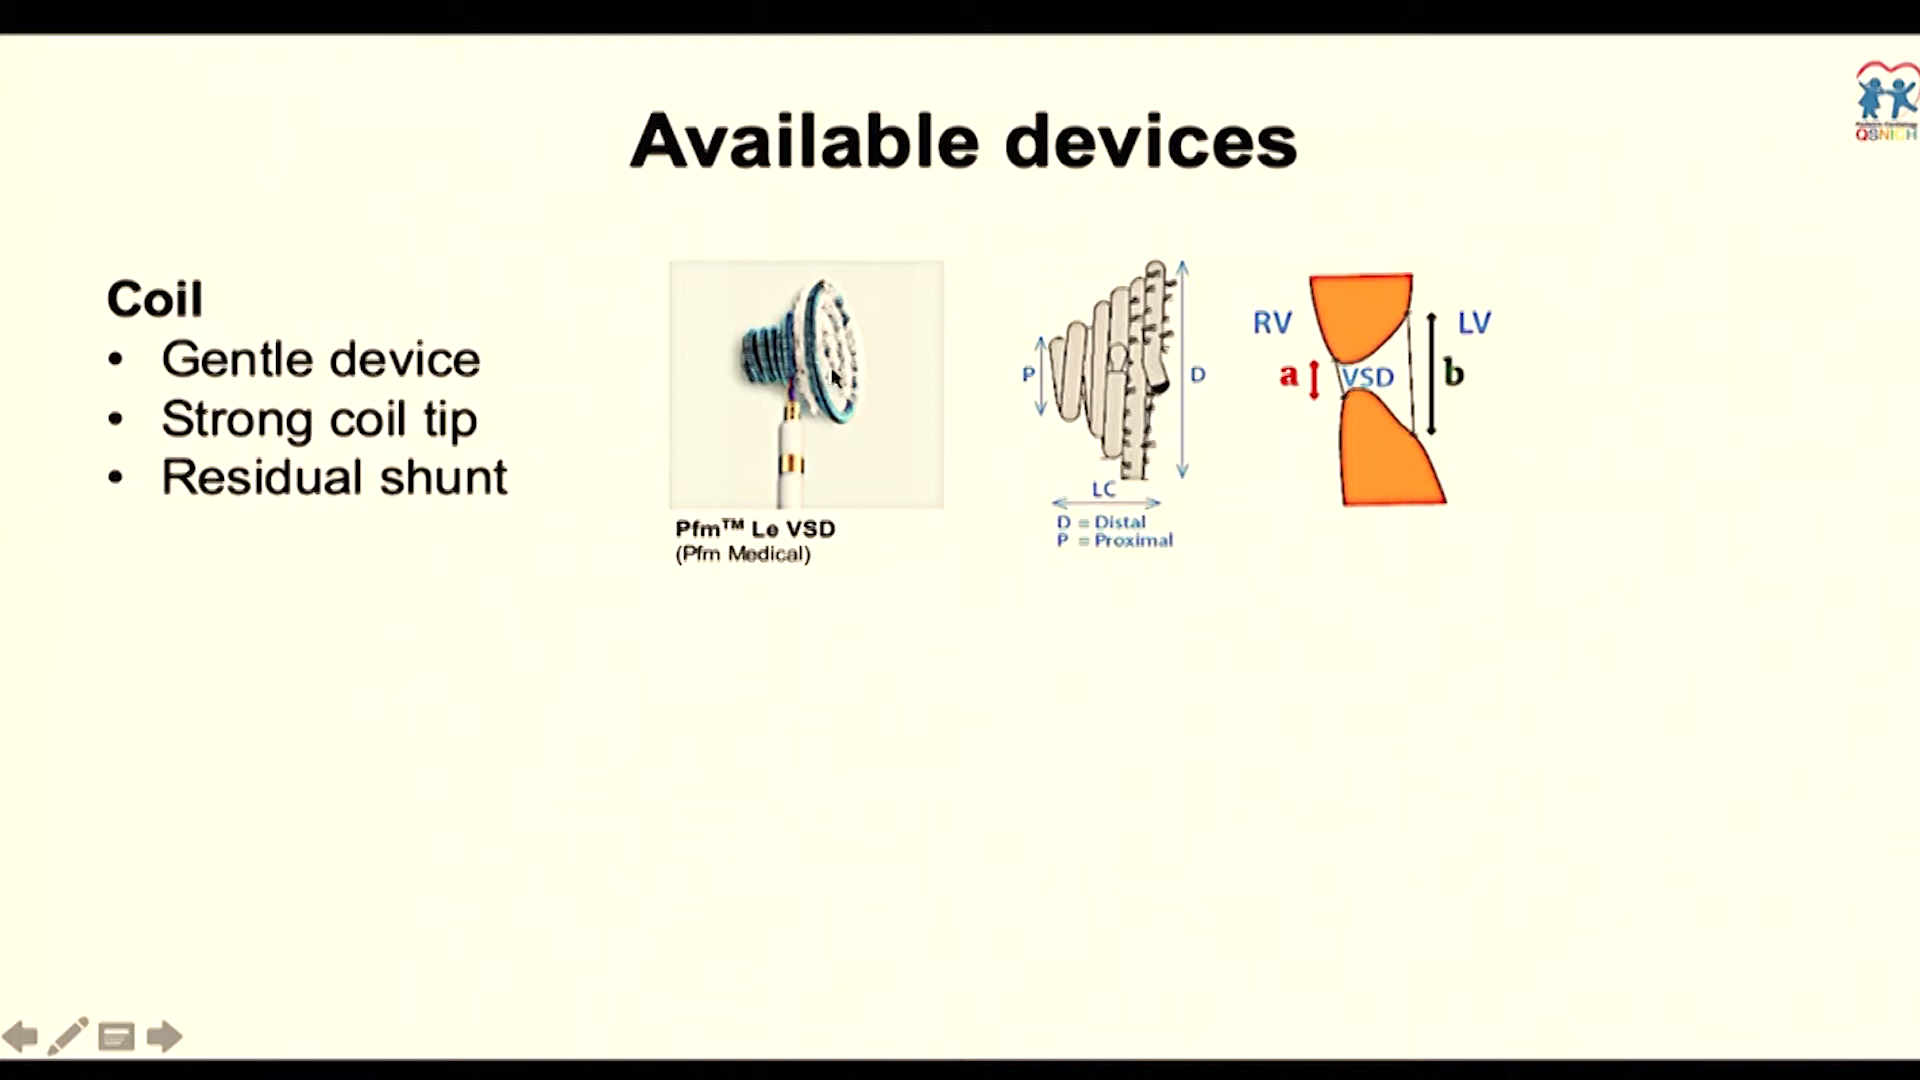 Available devices
QSNICH
Coil
• Gentle device
• Strong coil tip
• Residual shunt
Pfm™ Le VSD
(Pfm Medical)
P
D
LC
D = Distal
P = Proximal
RV
LV
a
VSD
b